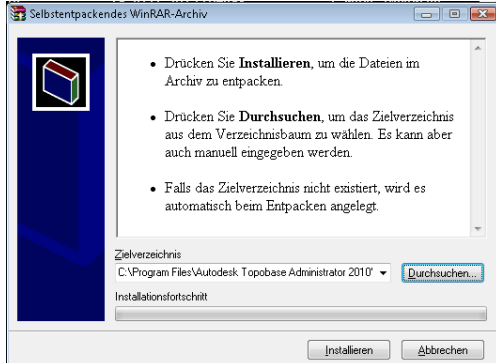 Selbstentpackendes WinRAR-Archiv
• Drücken Sie Installieren, um die Dateien im
Archiv zu entpacken.
• Drücken Sie Durchsuchen, um das Zielverzeichnis
aus dem Verzeichnisbaum zu wählen. Es kann aber
auch manuell eingegeben werden.
• Falls das Zielverzeichnis nicht existiert, wird es
automatisch beim Entpacken angelegt.
Zielverzeichnis
C:\Program Files\Autodesk Topobase Administrator 2010
Durchsuchen...
Installationsfortschritt
Installieren
Abbrechen